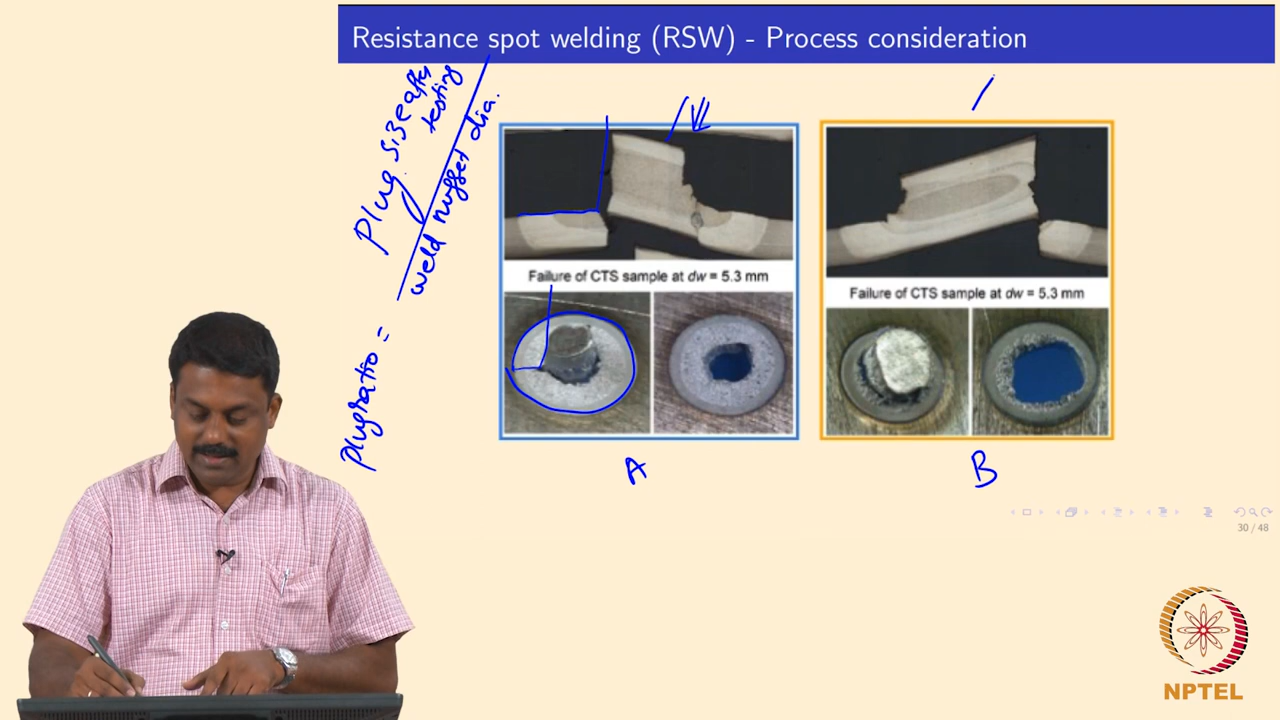 Resistance spot welding (RSW) - Process consideration
Plug ratio =
Plug size after
testing
weld nugget dia.
Failure of CTS sample at dw = 5.3 mm
Failure of CTS sample at dw = 5.3 mm
A
B
30 / 48
NPTEL